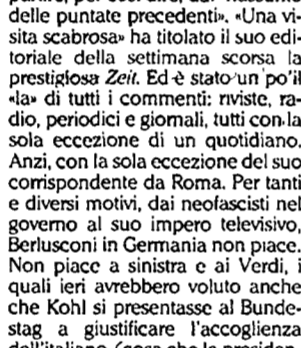 delle puntate precedenti». «Una vi-
sita scabrosa» ha titolato il suo edi-
toriale della settimana scorsa la
prestigiosa Zeit. Ed è stato un po' il
«la» di tutti i commenti: riviste, ra-
dio, periodici e giornali, tutti con la
sola eccezione di un quotidiano.
Anzi, con la sola eccezione del suo
corrispondente da Roma. Per tanti
e diversi motivi, dai neofascisti nel
governo al suo impero televisivo,
Berlusconi in Germania non piace.
Non piace a sinistra e ai Verdi, i
quali ieri avrebbero voluto anche
che Kohl si presentasse al Bunde-
stag a giustificare l'accoglienza